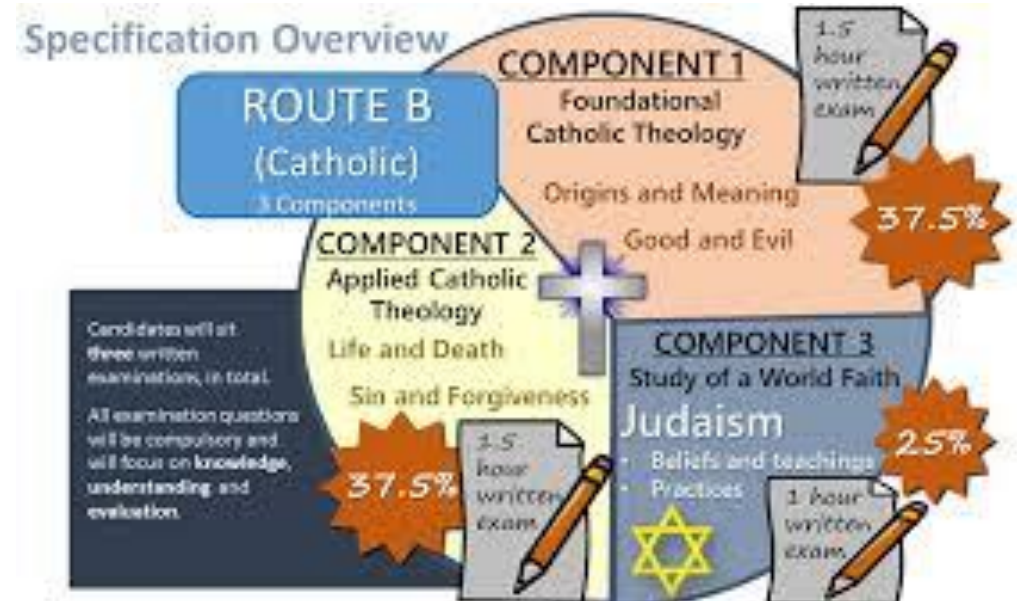 Specification Overview
ROUTE B
(Catholic)
3 Components
COMPONENT 1
Foundational
Catholic Theology
Origins and Meaning
Good and Evil
1.5
hour
written
exam
37.5%
COMPONENT 2
Applied Catholic
Theology
Life and Death
Sin and Forgiveness
37.5%
1.5
hour
written
exam
COMPONENT 3
Study of a World Faith
Judaism
• Beliefs and teachings
• Practices
25%
1 hour
written
exam
Candidates will sit
three written
examinations, in total.
All examination questions
will be compulsory and
will focus on knowledge,
understanding and
evaluation.